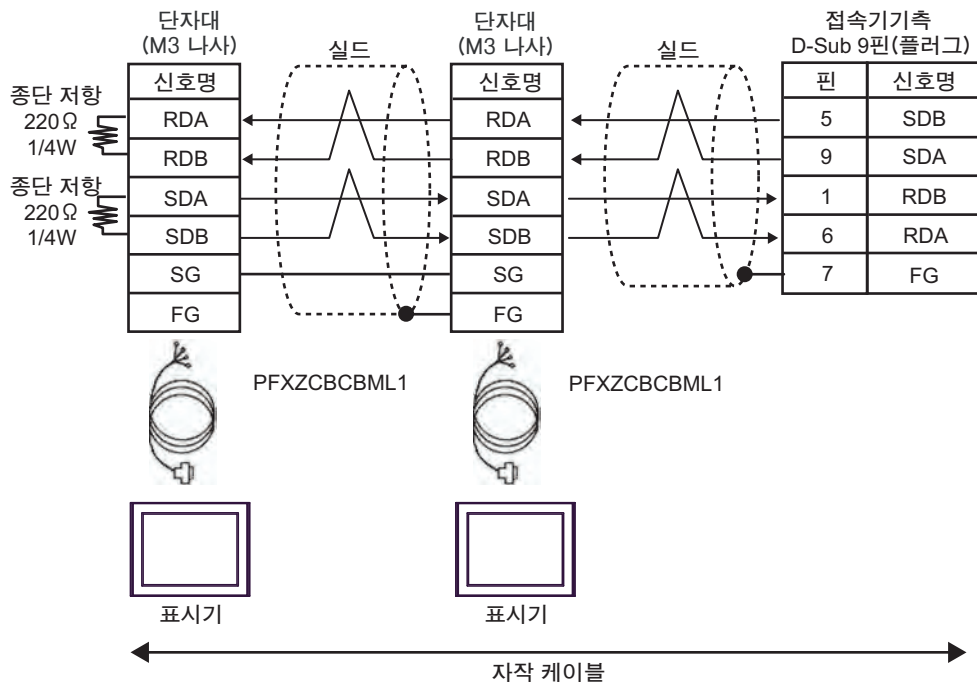 단자대
(M3 나사)
실드
단자대
(M3 나사)
실드
접속기기측
D-Sub 9핀(플러그)
종단 저항
220Ω
1/4W
종단 저항
220Ω
1/4W
신호명
RDA
RDB
SDA
SDB
SG
FG
신호명
RDA
RDB
SDA
SDB
SG
FG
핀 신호명
5 SDB
9 SDA
1 RDB
6 RDA
7 FG
PFXZCBCBML1
PFXZCBCBML1
표시기
표시기
자작 케이블